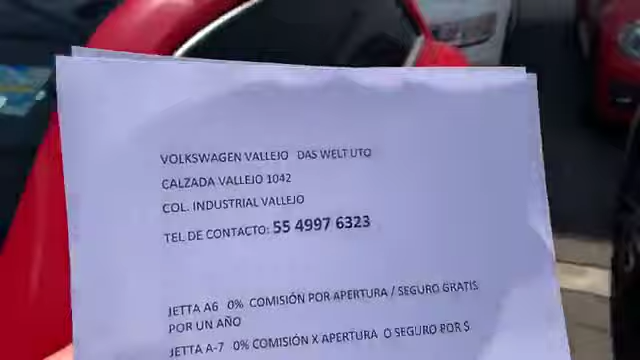 VOLKSWAGEN VALLEJO DAS WELT UTO
CALZADA VALLEJO 1042
COL. INDUSTRIAL VALLEJO
TEL DE CONTACTO: 55 4997 6323
JETTA A6 0% COMISIÓN POR APERTURA / SEGURO GRATIS
POR UN AÑO
JETTA A-7 0% COMISIÓN X APERTURA O SEGURO POR $